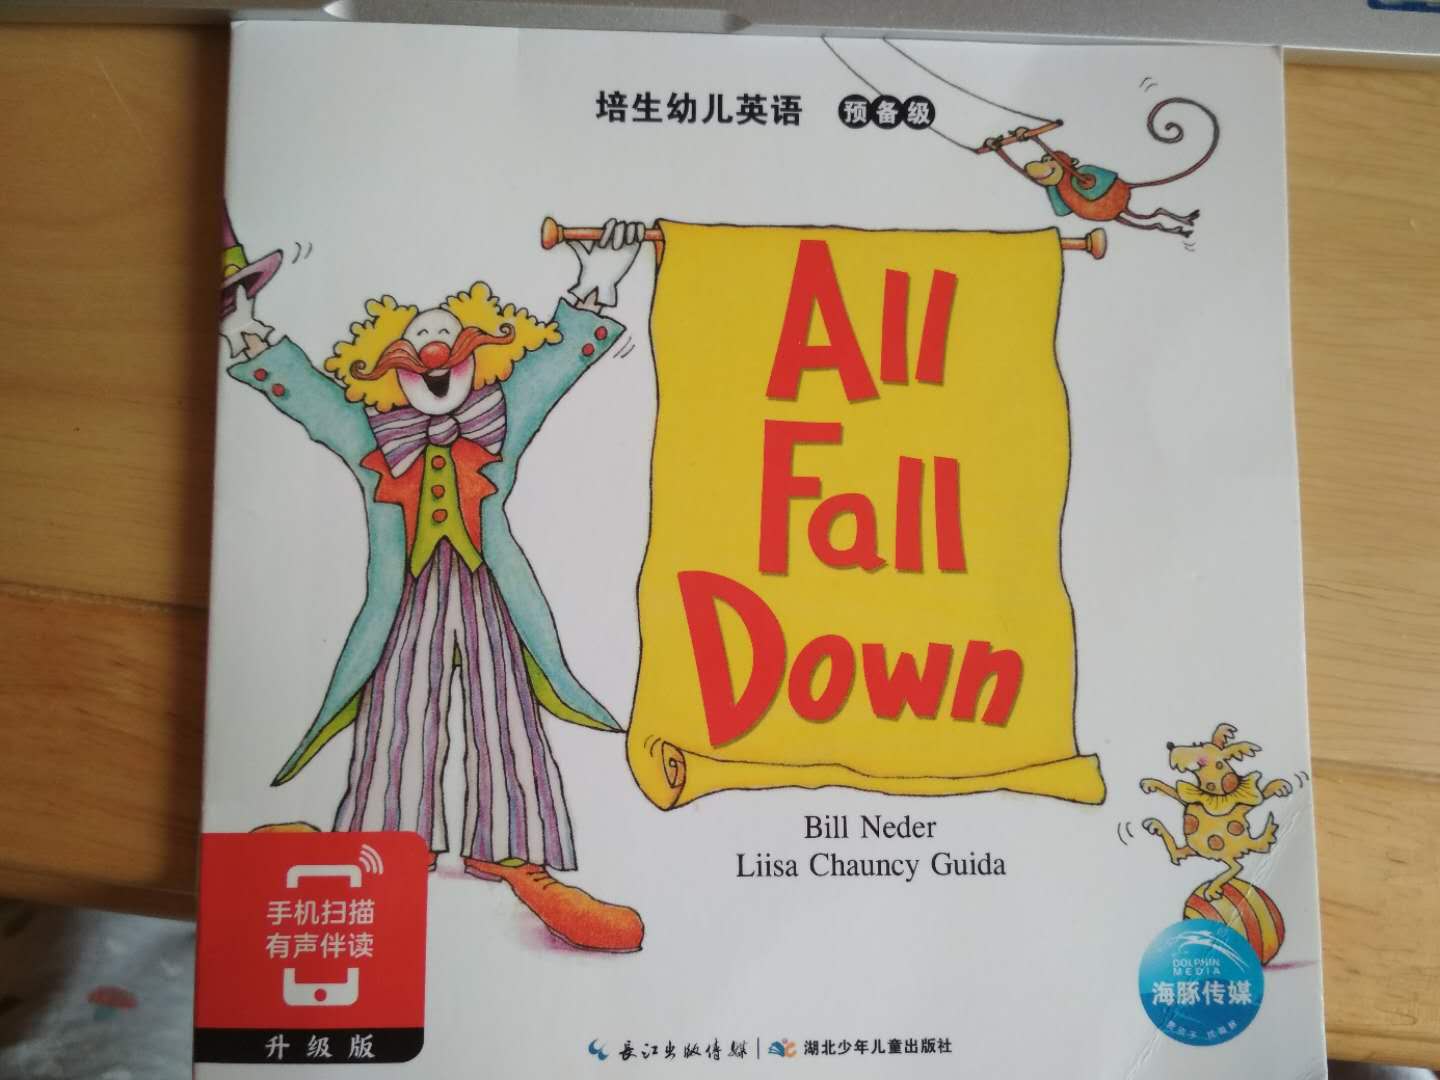 培生幼儿英语 预备级
All
Fall
Down
Bill Neder
Liisa Chauncy Guida
手机扫描
有声伴读
升级版
DOLPHIN
MEDIA
海豚传媒
长江出版传媒 湖北少年儿童出版社